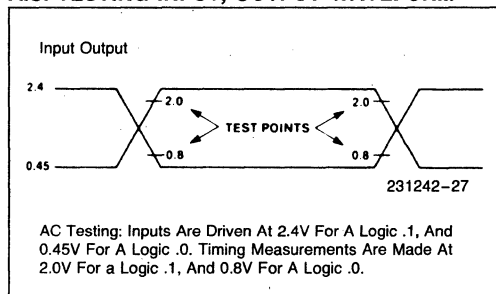 A.C. TESTING INPUT, OUTPUT WAVEFORM
Input Output
2.4
2.0
2.0
TEST POINTS
0.8
0.8
0.45
231242-27
AC Testing: Inputs Are Driven At 2.4V For A Logic .1, And
0.45V For A Logic .0. Timing Measurements Are Made At
2.0V For a Logic .1, And 0.8V For A Logic .0.